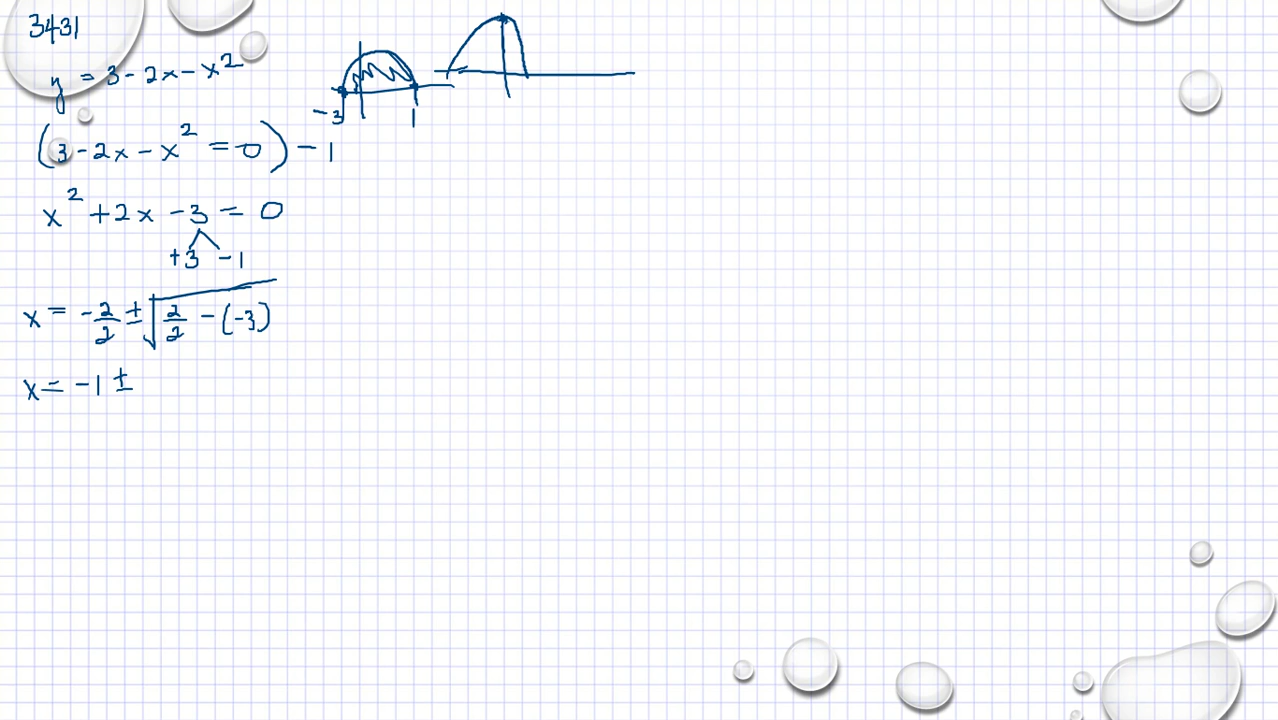 3431
y = 3 - 2x - x²
-3 1
(3 - 2x - x² = 0) - 1
x² + 2x - 3 = 0
+3 -1
x = -2/2 ± √(2/2 - (-3))
x = -1 ±